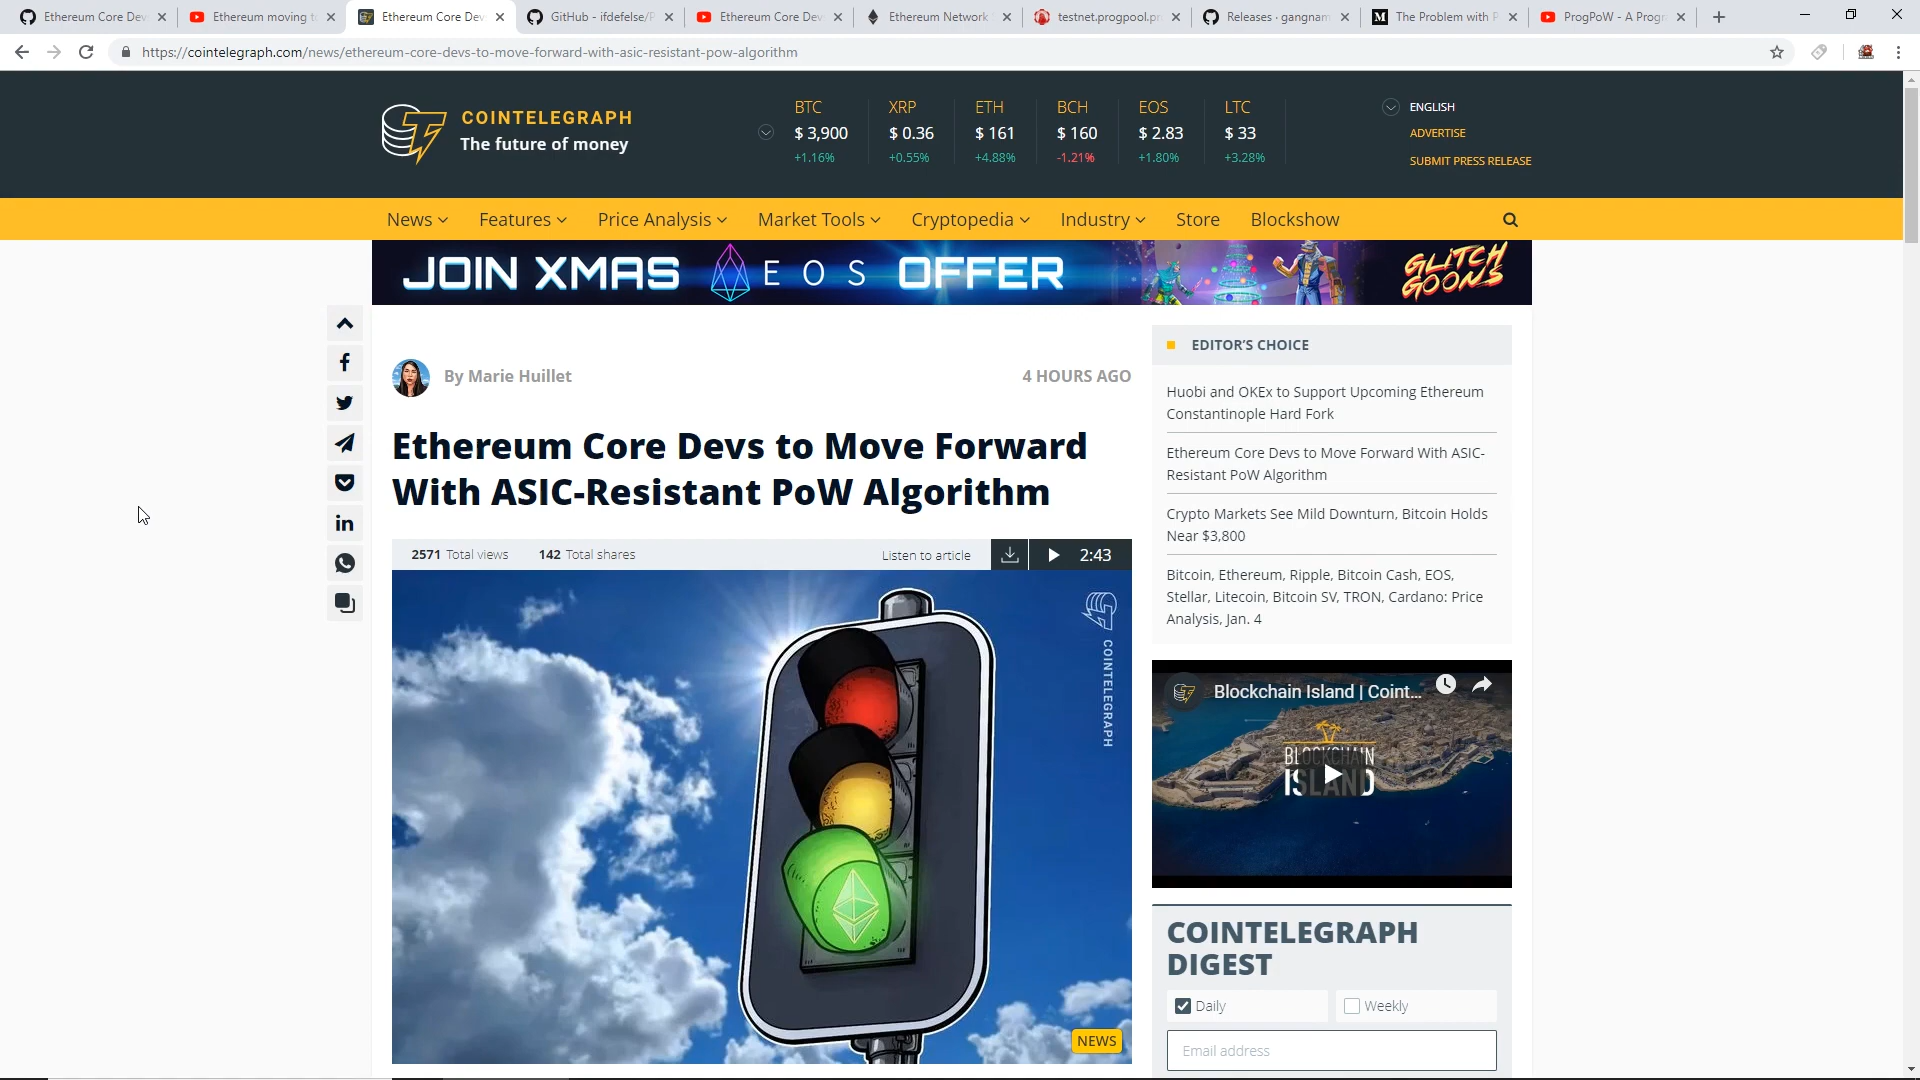 Ethereum Core Dev
Ethereum moving t
Ethereum Core Dev
GitHub - ifdefelse/P
Ethereum Core Dev
Ethereum Network
testnet.progpool.pr
Releases · gangnam
The Problem with P
ProgPoW - A Progr
https://cointelegraph.com/news/ethereum-core-devs-to-move-forward-with-asic-resistant-pow-algorithm
COINTELEGRAPH
The future of money
BTC XRP ETH BCH EOS LTC
$ 3,900 $ 0.36 $ 161 $ 160 $ 2.83 $ 33
+1.16% +0.55% +4.88% -1.21% +1.80% +3.28%
ENGLISH
ADVERTISE
SUBMIT PRESS RELEASE
News Features Price Analysis Market Tools Cryptopedia Industry Store Blockshow
JOIN XMAS EOS OFFER
GLITCH GOONS
By Marie Huillet
4 HOURS AGO
Ethereum Core Devs to Move Forward
With ASIC-Resistant PoW Algorithm
2571 Total views 142 Total shares
Listen to article
2:43
COINTELEGRAPH
NEWS
EDITOR'S CHOICE
Huobi and OKEx to Support Upcoming Ethereum
Constantinople Hard Fork
Ethereum Core Devs to Move Forward With ASIC-
Resistant PoW Algorithm
Crypto Markets See Mild Downturn, Bitcoin Holds
Near $3,800
Bitcoin, Ethereum, Ripple, Bitcoin Cash, EOS,
Stellar, Litecoin, Bitcoin SV, TRON, Cardano: Price
Analysis, Jan. 4
Blockchain Island | Coint...
BLOCKCHAIN
ISLAND
COINTELEGRAPH
DIGEST
Daily
Weekly
Email address